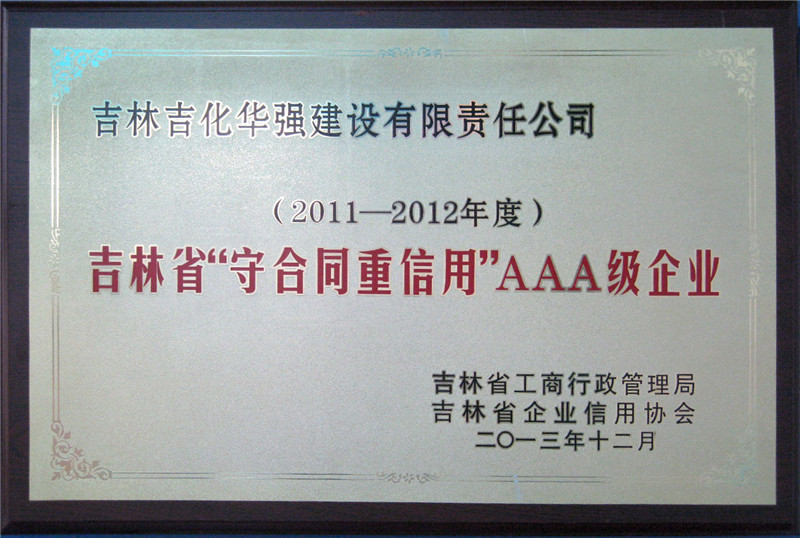 吉林吉化华强建设有限责任公司
（2011—2012年度）
吉林省“守合同重信用”AAA级企业
吉林省工商行政管理局
吉林省企业信用协会
二〇一三年十二月